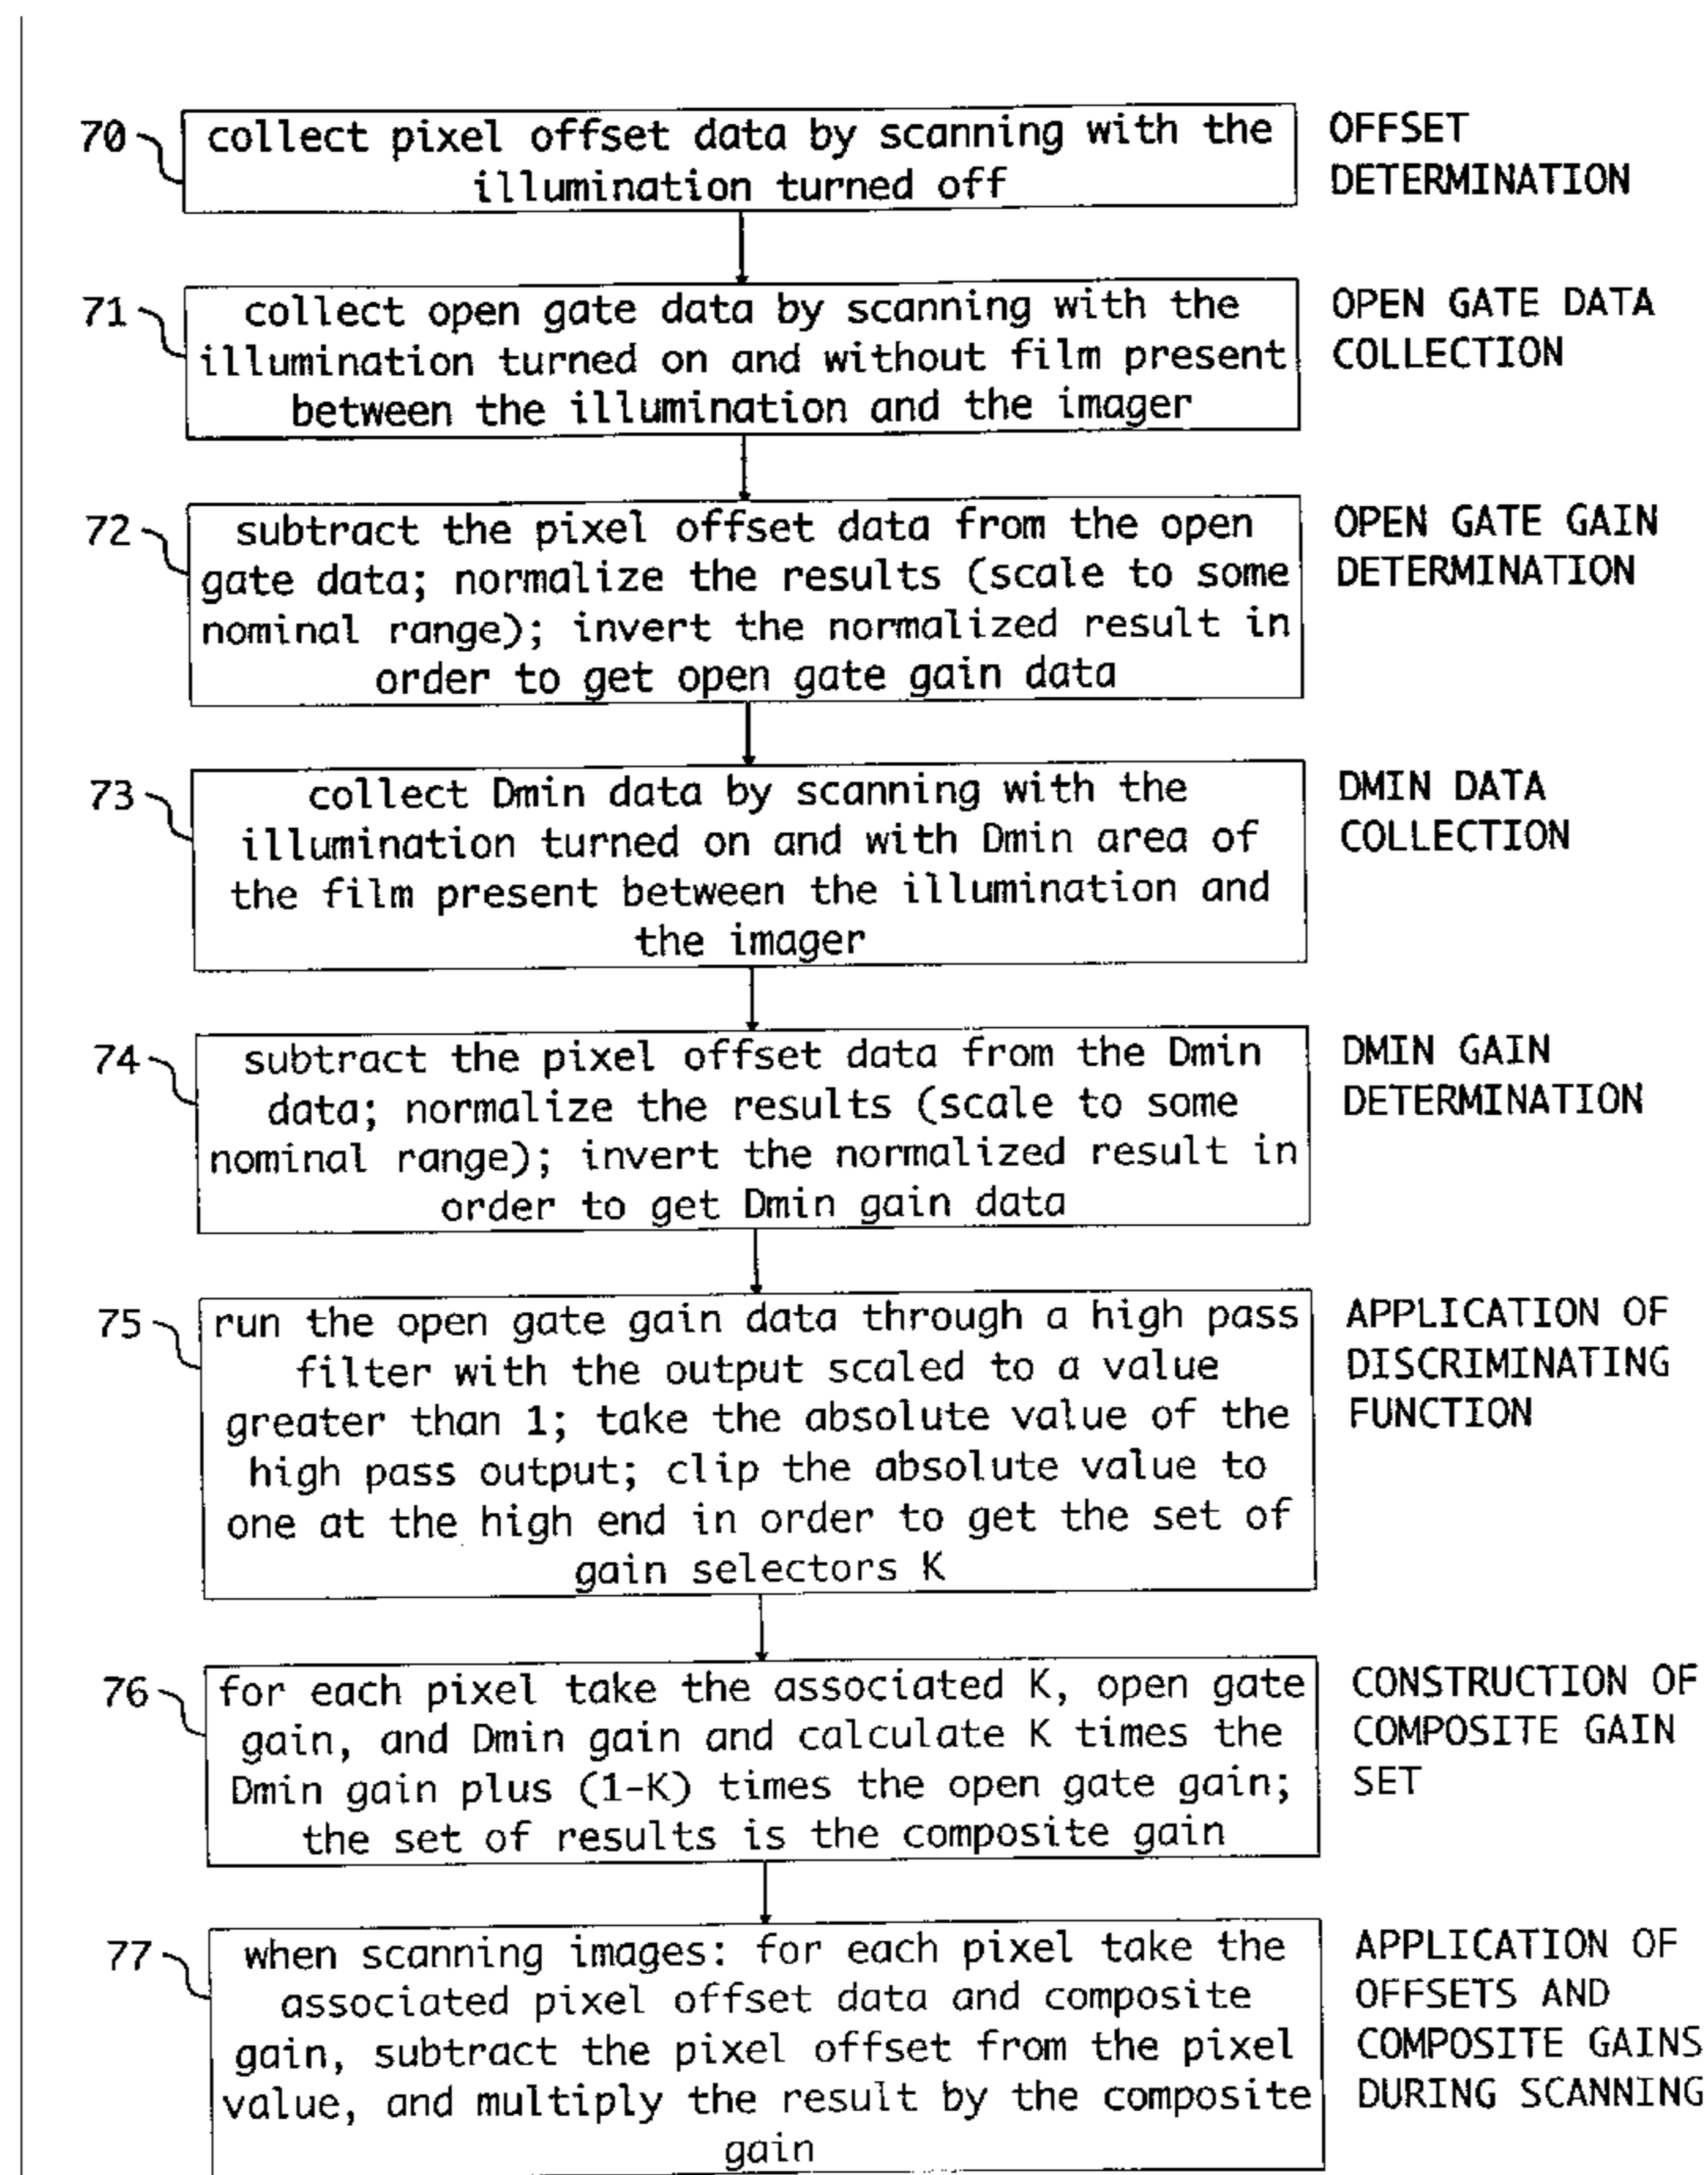 70
collect pixel offset data by scanning with the
illumination turned off
OFFSET
DETERMINATION
71
collect open gate data by scanning with the
illumination turned on and without film present
between the illumination and the imager
OPEN GATE DATA
COLLECTION
72
subtract the pixel offset data from the open
gate data; normalize the results (scale to some
nominal range); invert the normalized result in
order to get open gate gain data
OPEN GATE GAIN
DETERMINATION
73
collect Dmin data by scanning with the
illumination turned on and with Dmin area of
the film present between the illumination and
the imager
DMIN DATA
COLLECTION
74
subtract the pixel offset data from the Dmin
data; normalize the results (scale to some
nominal range); invert the normalized result in
order to get Dmin gain data
DMIN GAIN
DETERMINATION
75
run the open gate gain data through a high pass
filter with the output scaled to a value
greater than 1; take the absolute value of the
high pass output; clip the absolute value to
one at the high end in order to get the set of
gain selectors K
APPLICATION OF
DISCRIMINATING
FUNCTION
76
for each pixel take the associated K, open gate
gain, and Dmin gain and calculate K times the
Dmin gain plus (1-K) times the open gate gain;
the set of results is the composite gain
CONSTRUCTION OF
COMPOSITE GAIN
SET
77
when scanning images: for each pixel take the
associated pixel offset data and composite
gain, subtract the pixel offset from the pixel
value, and multiply the result by the composite
gain
APPLICATION OF
OFFSETS AND
COMPOSITE GAINS
DURING SCANNING